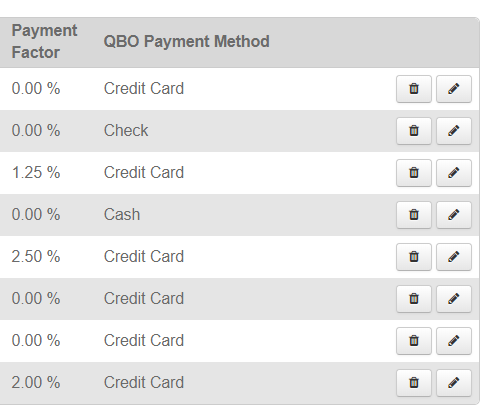 Payment Factor QBO Payment Method
0.00 % Credit Card
0.00 % Check
1.25 % Credit Card
0.00 % Cash
2.50 % Credit Card
0.00 % Credit Card
0.00 % Credit Card
2.00 % Credit Card